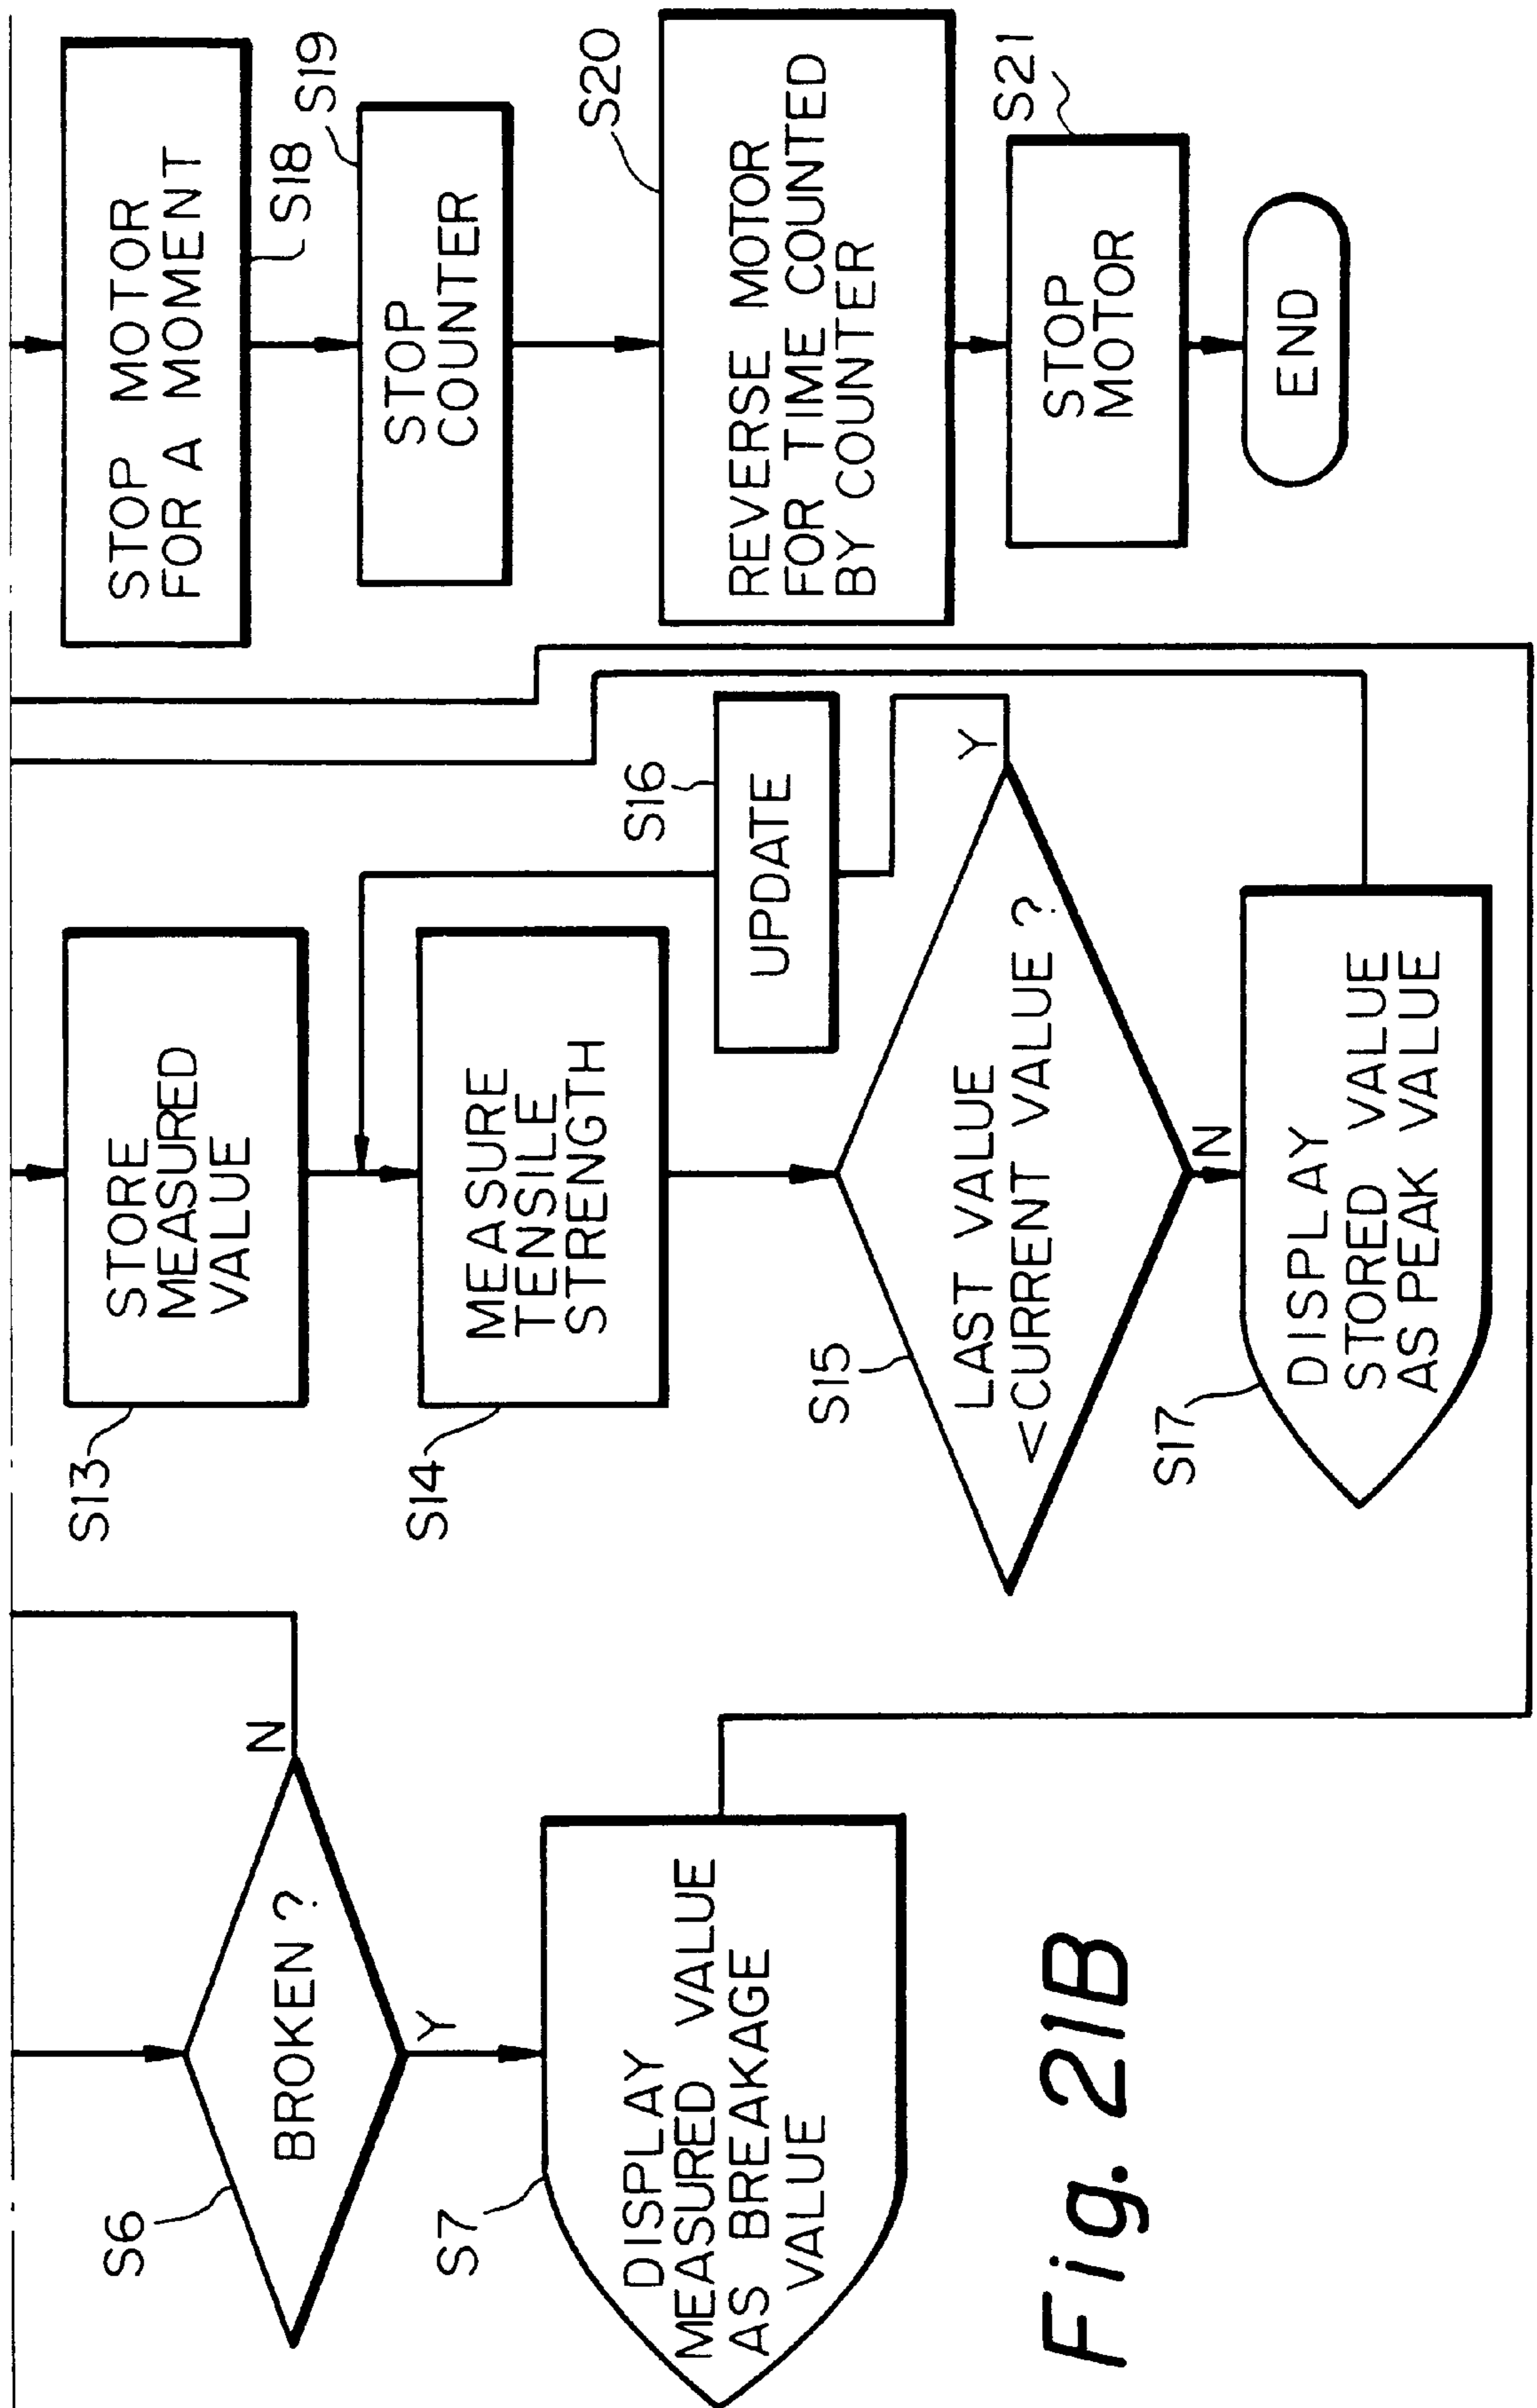 S6
BROKEN ?
N
Y
S7
DISPLAY
MEASURED VALUE
AS BREAKAGE
VALUE
S13
STORE
MEASURED
VALUE
S14
MEASURE
TENSILE
STRENGTH
S15
LAST VALUE
<CURRENT VALUE ?
Y
S16
UPDATE
N
S17
DISPLAY
STORED VALUE
AS PEAK VALUE
STOP MOTOR
FOR A MOMENT
S18
S19
STOP
COUNTER
S20
REVERSE MOTOR
FOR TIME COUNTED
BY COUNTER
S21
STOP
MOTOR
END
Fig. 21B